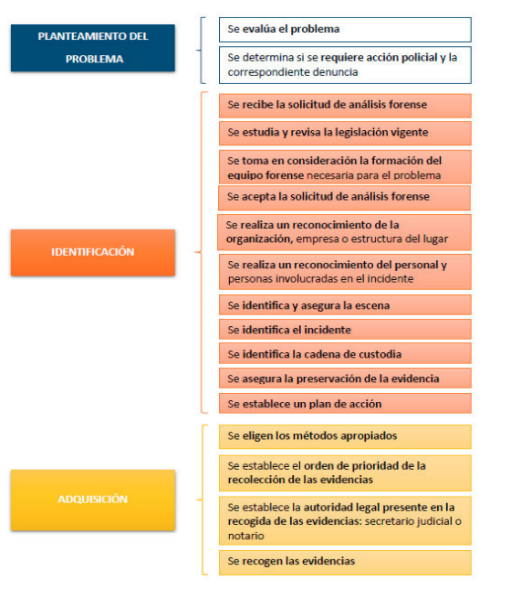 PLANTEAMIENTO DEL
PROBLEMA
Se evalúa el problema
Se determina si se requiere acción policial y la
correspondiente denuncia
IDENTIFICACIÓN
Se recibe la solicitud de análisis forense
Se estudia y revisa la legislación vigente
Se toma en consideración la formación del
equipo forense necesaria para el problema
Se acepta la solicitud de análisis forense
Se realiza un reconocimiento de la
organización, empresa o estructura del lugar
Se realiza un reconocimiento del personal y
personas involucradas en el incidente
Se identifica y asegura la escena
Se identifica el incidente
Se identifica la cadena de custodia
Se asegura la preservación de la evidencia
Se establece un plan de acción
ADQUISICIÓN
Se eligen los métodos apropiados
Se establece el orden de prioridad de la
recolección de las evidencias
Se establece la autoridad legal presente en la
recogida de las evidencias: secretario judicial o
notario
Se recogen las evidencias